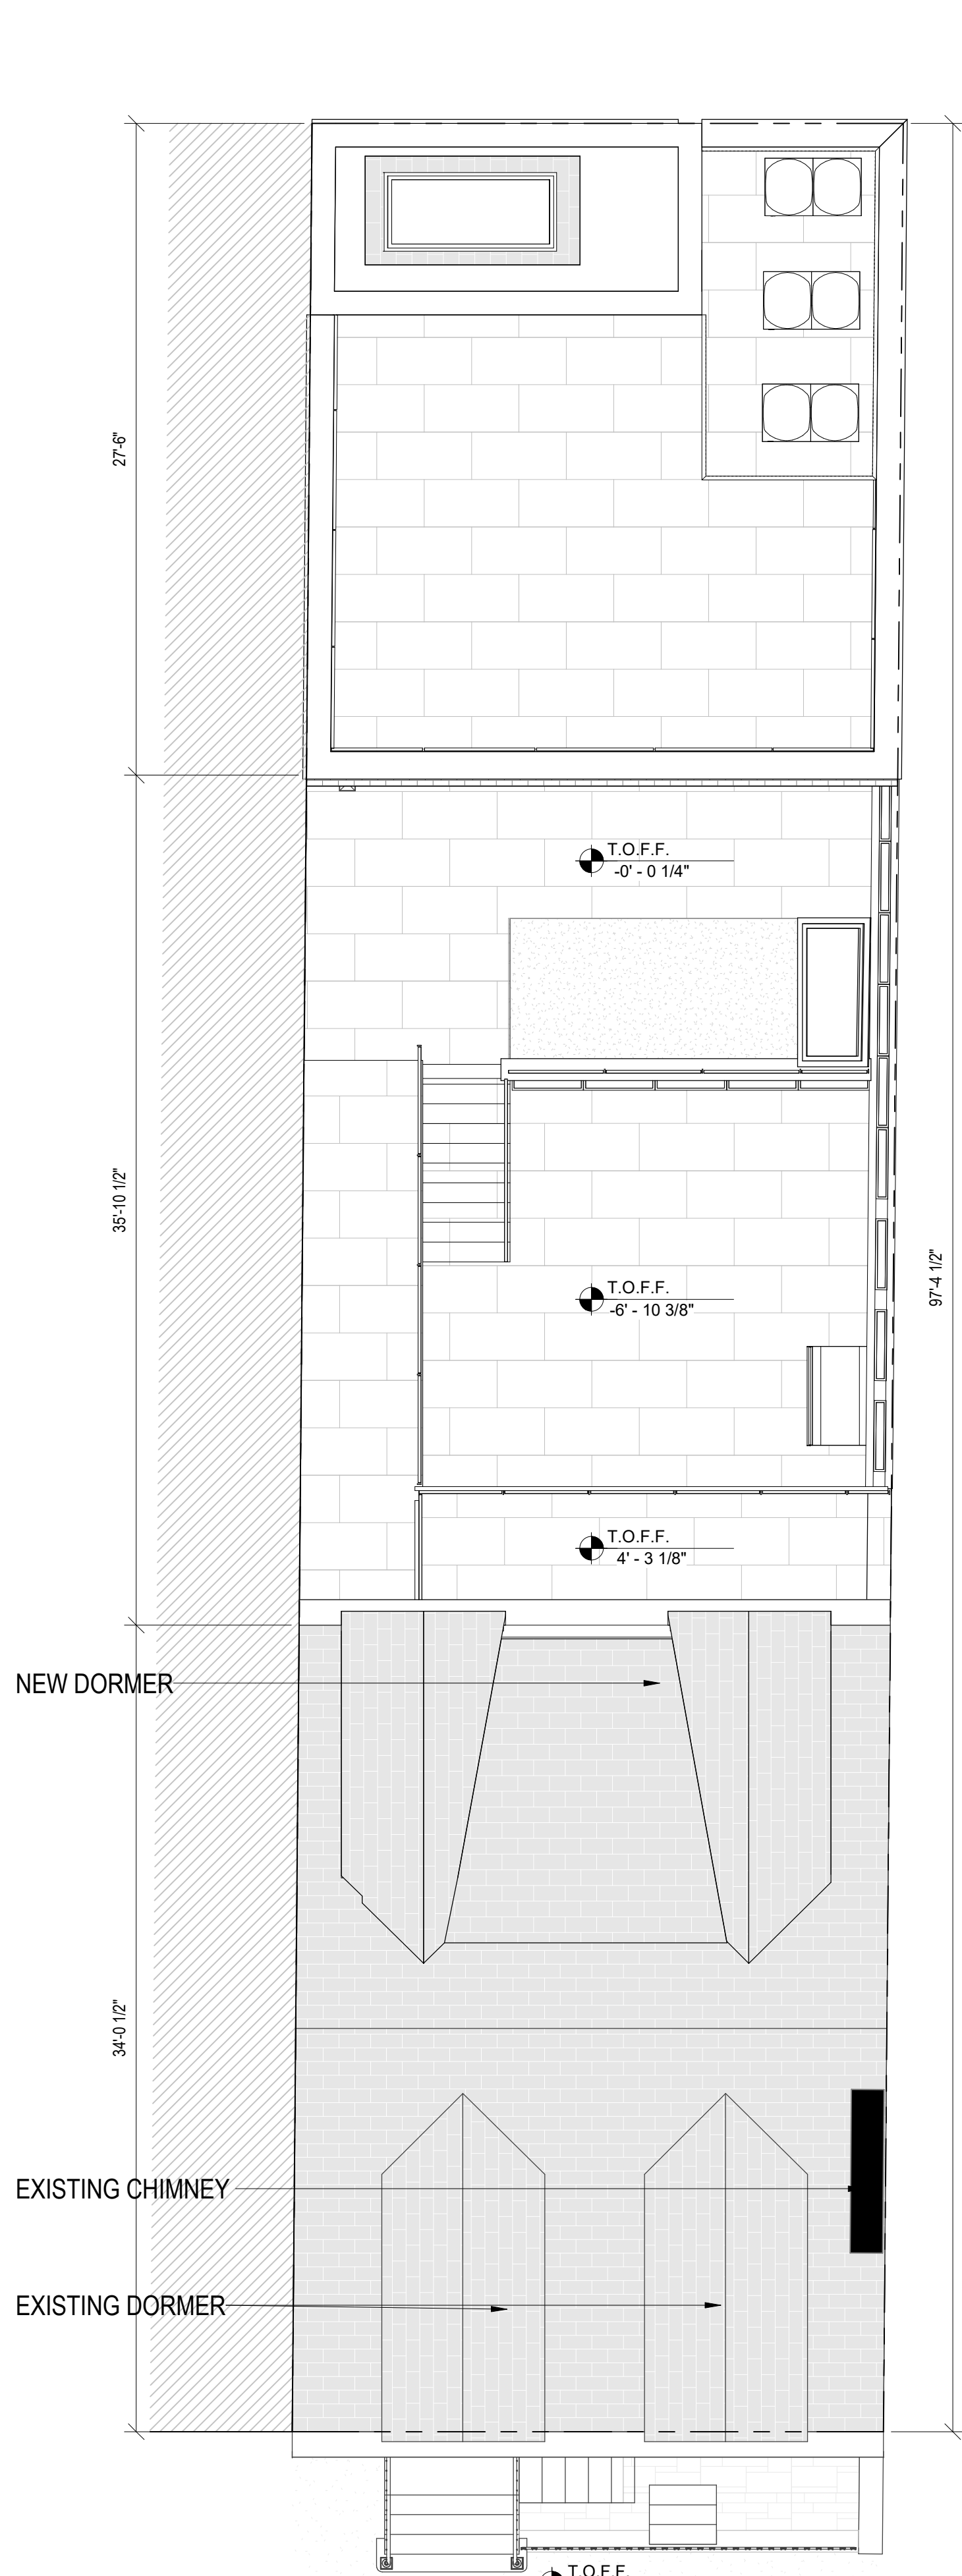 27'-6"
T.O.F.F.
-0' - 0 1/4"
35'-10 1/2"
97'-4 1/2"
T.O.F.F.
-6' - 10 3/8"
T.O.F.F.
4' - 3 1/8"
NEW DORMER
34'-0 1/2"
EXISTING CHIMNEY
EXISTING DORMER
T.O.F.F.